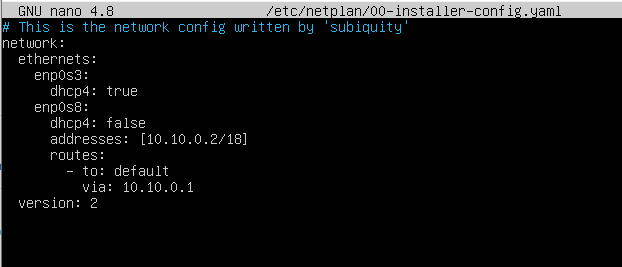 GNU nano 4.8 /etc/netplan/00-installer-config.yaml
# This is the network config written by 'subiquity'
network:
  ethernets:
    enp0s3:
      dhcp4: true
    enp0s8:
      dhcp4: false
      addresses: [10.10.0.2/18]
      routes:
        - to: default
          via: 10.10.0.1
  version: 2